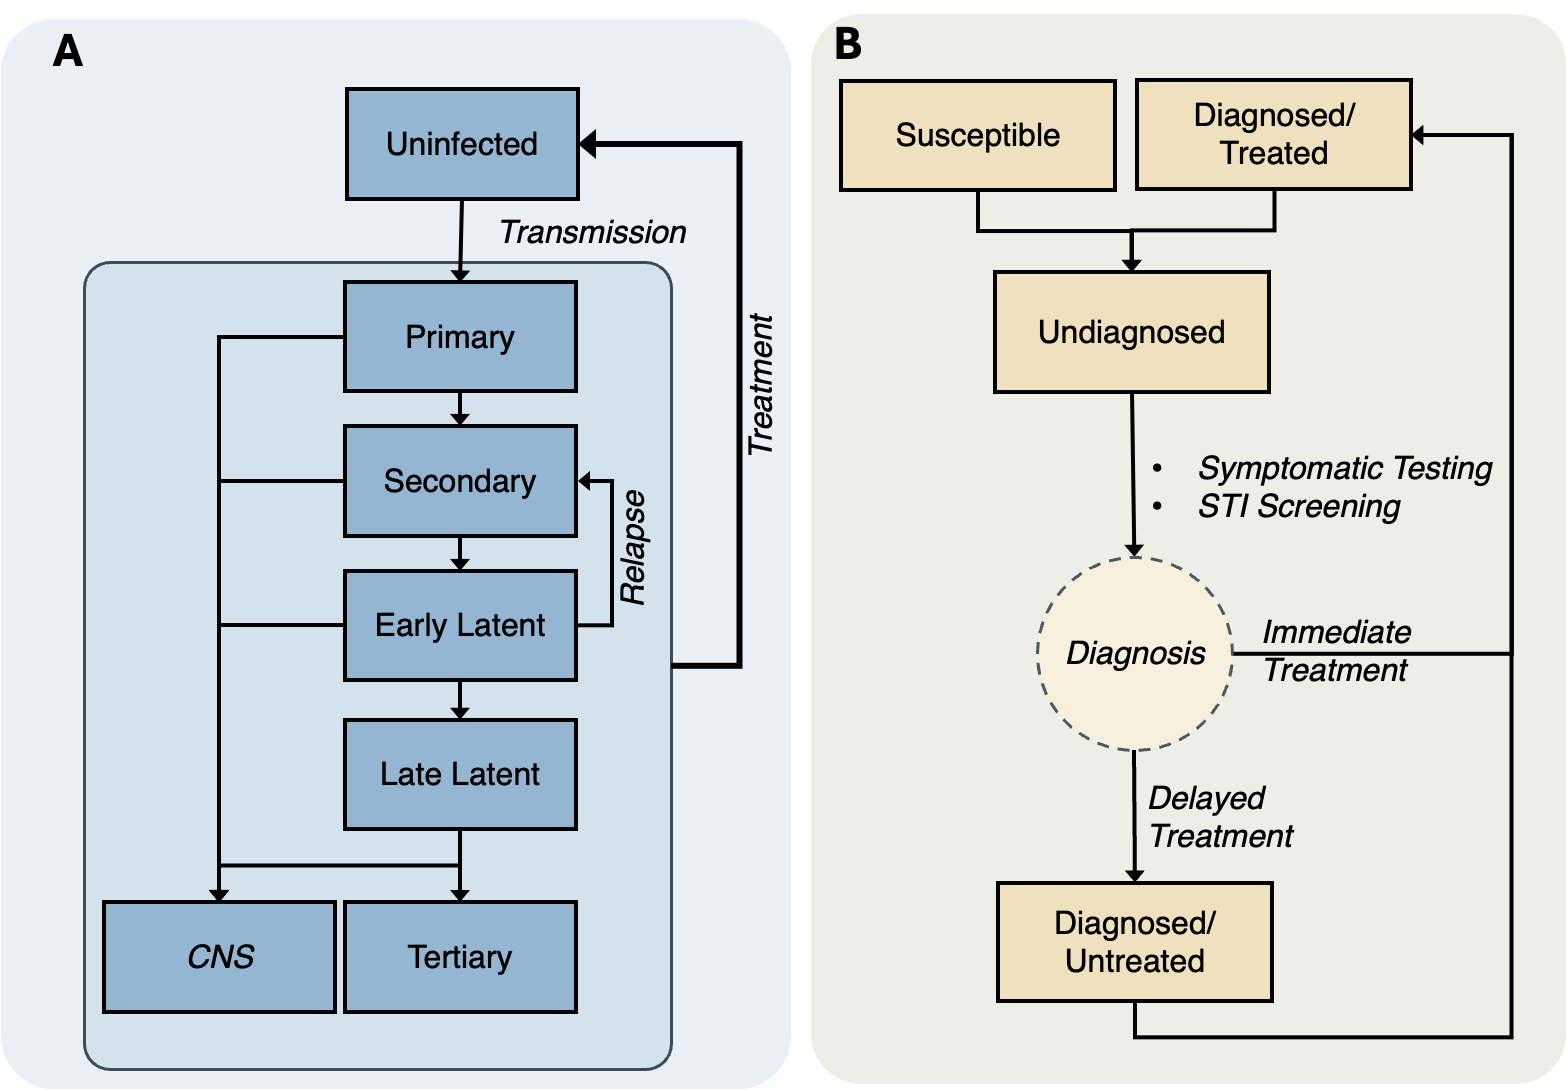 A
Uninfected
Transmission
Primary
Secondary
Early Latent
Late Latent
CNS
Tertiary
Relapse
Treatment
B
Susceptible
Diagnosed/
Treated
Undiagnosed
• Symptomatic Testing
• STI Screening
Diagnosis
Immediate
Treatment
Delayed
Treatment
Diagnosed/
Untreated